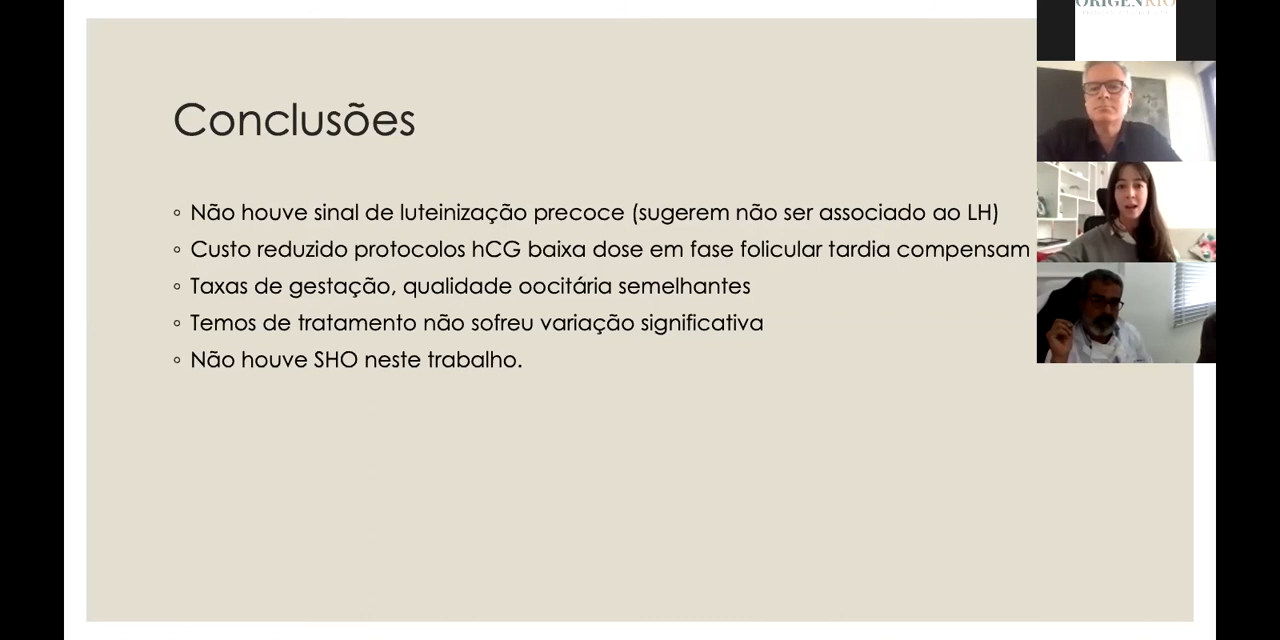 ORIGENRIO
Conclusões
◦ Não houve sinal de luteinização precoce (sugerem não ser associado ao LH)
◦ Custo reduzido protocolos hCG baixa dose em fase folicular tardia compensam
◦ Taxas de gestação, qualidade oocitária semelhantes
◦ Temos de tratamento não sofreu variação significativa
◦ Não houve SHO neste trabalho.